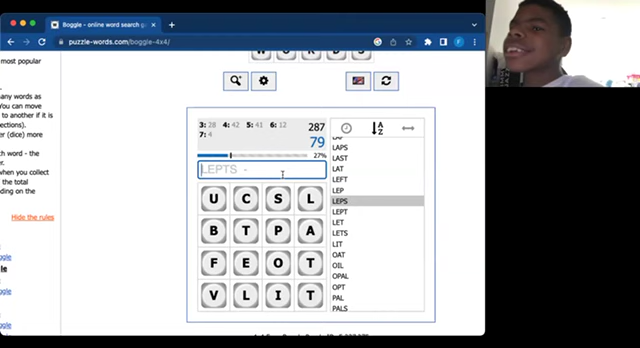 Boggle - online word search g
puzzle-words.com/boggle-4x4/
W O R D S
most popular
any words as
You can move
to another if it is
ections).
er (dice) more
ch word - the
er.
when you collect
the total
ding on the
Hide the rules
3: 28 4: 42 5: 41 6: 12
7: 4
287
79
27%
LEPTS -
U C S L
B T P A
F E O T
V L I T
A
Z
LAP
LAPS
LAST
LAT
LEFT
LEP
LEPS
LEPT
LET
LETS
LIT
OAT
OIL
OPAL
OPT
PAL
PALS